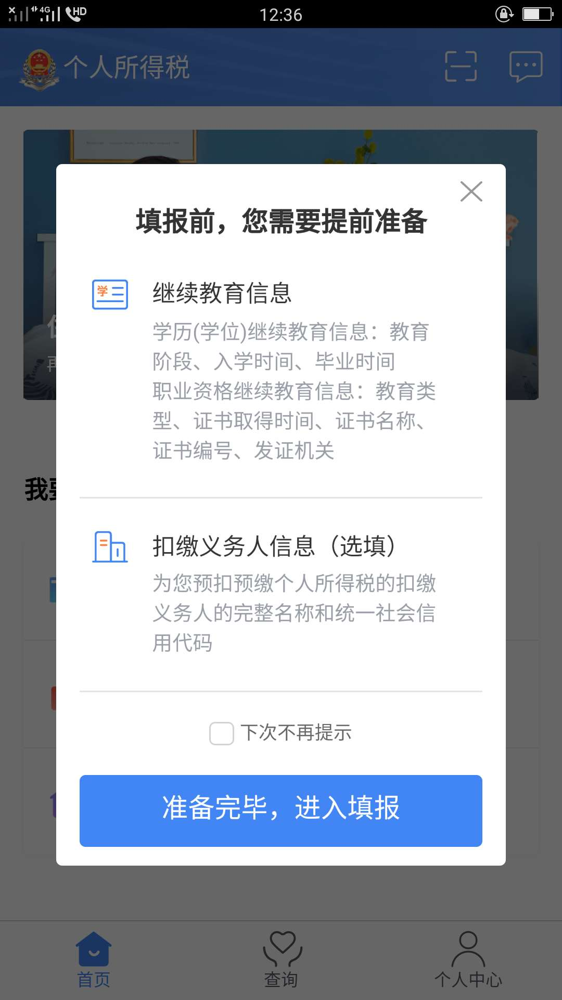 4G HD
12:36
个人所得税
填报前，您需要提前准备
学
继续教育信息
学历(学位)继续教育信息：教育
阶段、入学时间、毕业时间
职业资格继续教育信息：教育类
型、证书取得时间、证书名称、
证书编号、发证机关
我要
扣缴义务人信息（选填）
为您预扣预缴个人所得税的扣缴
义务人的完整名称和统一社会信
用代码
下次不再提示
准备完毕，进入填报
首页
查询
个人中心